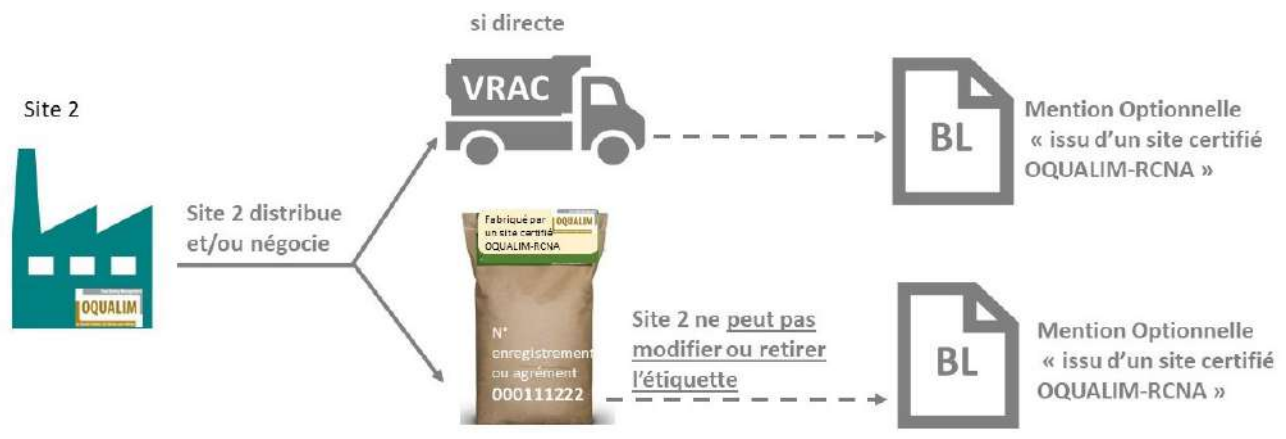 si directe
VRAC
Site 2
OQUALIM
Site 2 distribue
et/ou négocie
BL
Mention Optionnelle
« issu d’un site certifié
OQUALIM-RCNA »
Fabriqué par
un site certifié
OQUALIM-RCNA
OQUALIM
N°
enregistrement
ou agrément
000111222
Site 2 ne peut pas
modifier ou retirer
l’étiquette
BL
Mention Optionnelle
« issu d’un site certifié
OQUALIM-RCNA »